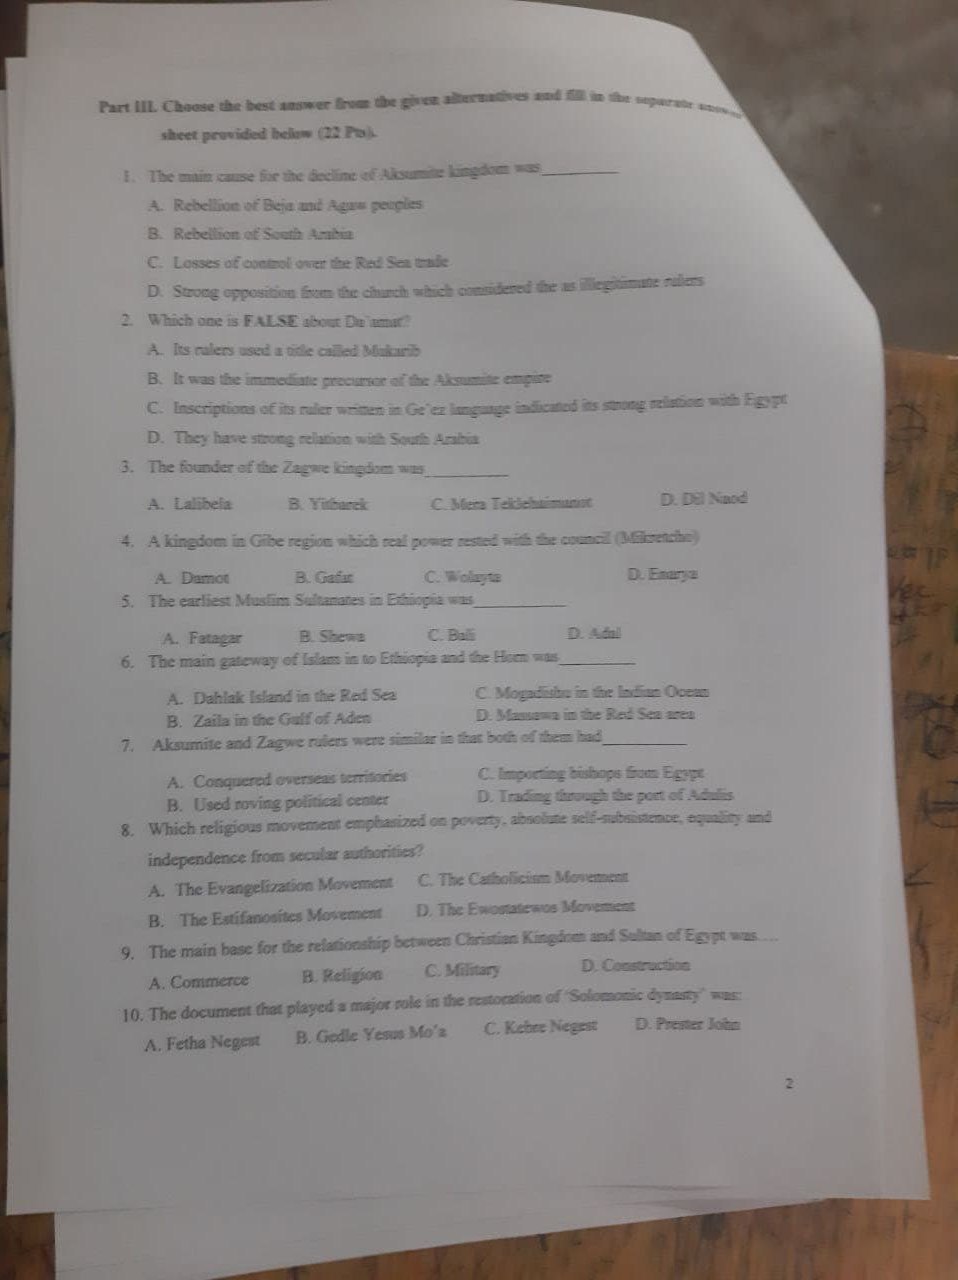 Part III. Choose the best answer from the given alternatives and fill in the separate answer
sheet provided below (22 Pts).
1. The main cause for the decline of Aksumite kingdom was________
A. Rebellion of Beja and Agaw peoples
B. Rebellion of South Arabia
C. Losses of control over the Red Sea trade
D. Strong opposition from the church which considered the as illegitimate rulers
2. Which one is FALSE about Da'amat?
A. Its rulers used a title called Mukarib
B. It was the immediate precursor of the Aksumite empire
C. Inscriptions of its ruler written in Ge'ez language indicated its strong relation with Egypt
D. They have strong relation with South Arabia
3. The founder of the Zagwe kingdom was________
A. Lalibela B. Yitbarek C. Mera Teklehaimanot D. Dil Naod
4. A kingdom in Gibe region which real power rested with the council (Mikretcho)
A. Damot B. Gafat C. Wolayta D. Enarya
5. The earliest Muslim Sultanates in Ethiopia was________
A. Fatagar B. Shewa C. Bali D. Adal
6. The main gateway of Islam in to Ethiopia and the Horn was________
A. Dahlak Island in the Red Sea C. Mogadishu in the Indian Ocean
B. Zaila in the Gulf of Aden D. Massawa in the Red Sea area
7. Aksumite and Zagwe rulers were similar in that both of them had________
A. Conquered overseas territories C. Importing bishops from Egypt
B. Used roving political center D. Trading through the port of Adulis
8. Which religious movement emphasized on poverty, absolute self-subsistence, equality and
independence from secular authorities?
A. The Evangelization Movement C. The Catholicism Movement
B. The Estifanosites Movement D. The Ewostatewos Movement
9. The main base for the relationship between Christian Kingdom and Sultan of Egypt was....
A. Commerce B. Religion C. Military D. Construction
10. The document that played a major role in the restoration of 'Solomonic dynasty' was:
A. Fetha Negest B. Gedle Yesus Mo'a C. Kebre Negest D. Prester John
2